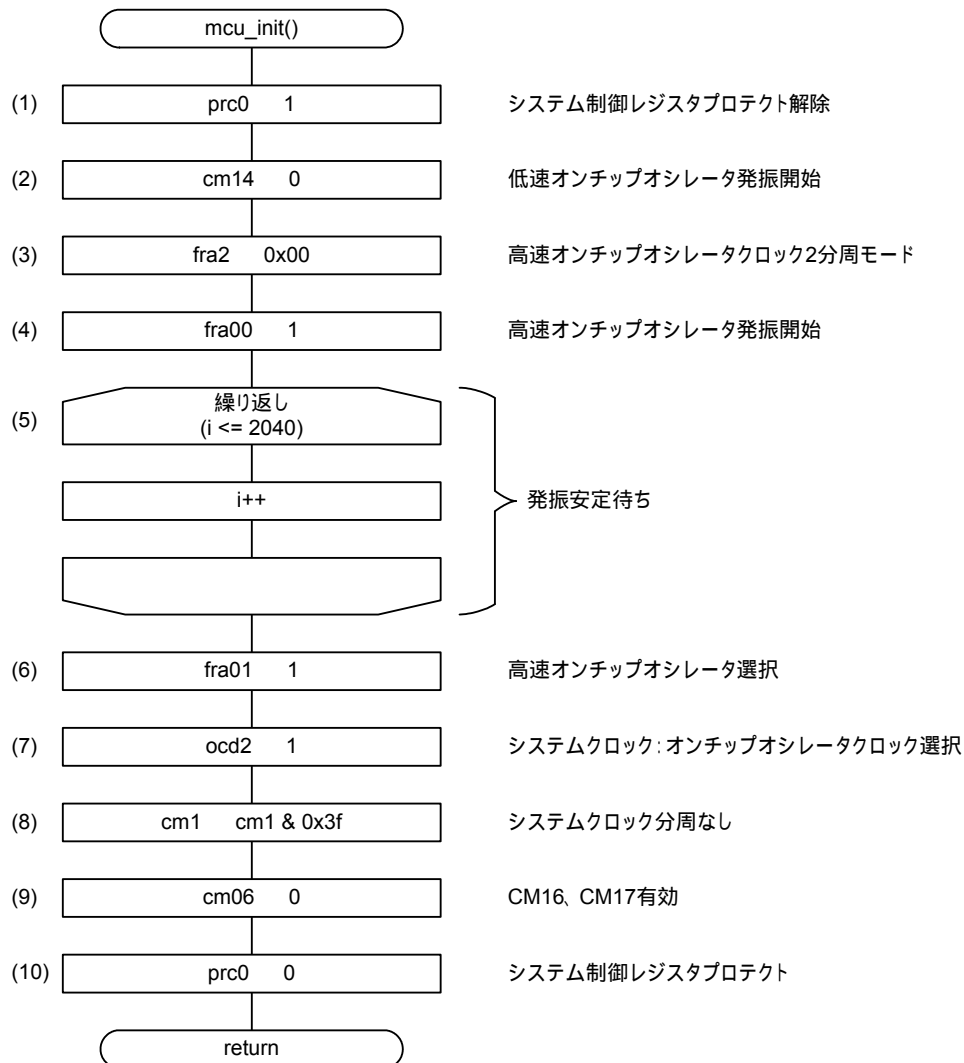 mcu_init()
(1) prc0 1 システム制御レジスタプロテクト解除
(2) cm14 0 低速オンチップオシレータ発振開始
(3) fra2 0x00 高速オンチップオシレータクロック2分周モード
(4) fra00 1 高速オンチップオシレータ発振開始
(5) 繰り返し
(i <= 2040)
i++ 発振安定待ち
(6) fra01 1 高速オンチップオシレータ選択
(7) ocd2 1 システムクロック:オンチップオシレータクロック選択
(8) cm1 cm1 & 0x3f システムクロック分周なし
(9) cm06 0 CM16、CM17有効
(10) prc0 0 システム制御レジスタプロテクト
return